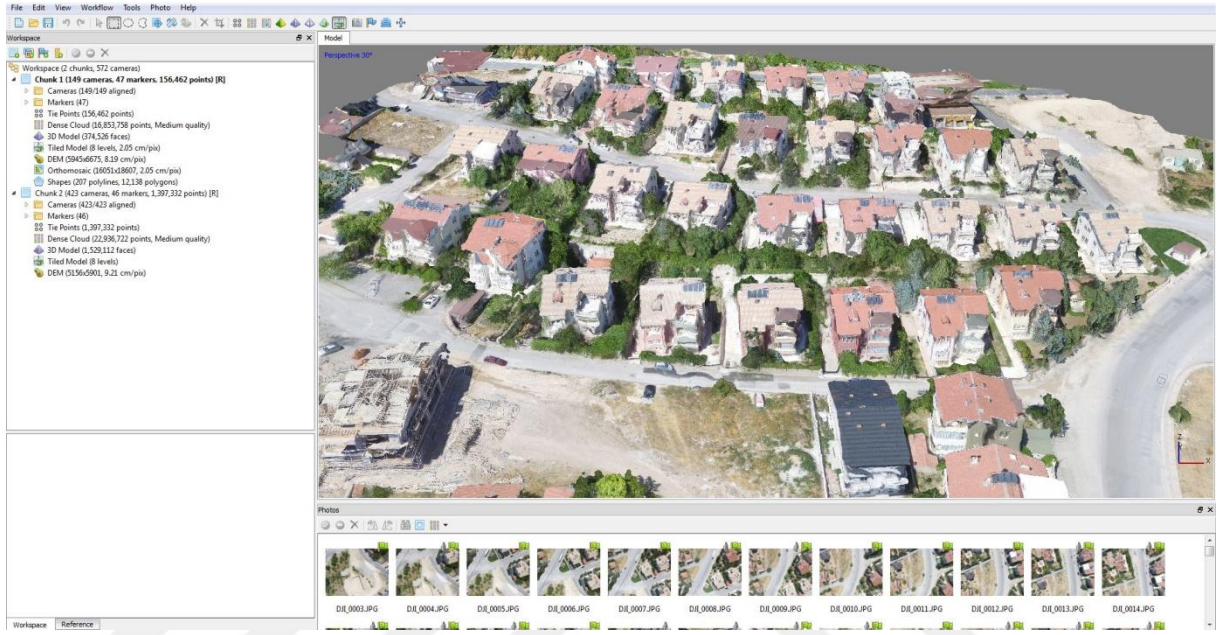 File Edit View Workflow Tools Photo Help
Workspace
Model
Perspective 30°
Workspace (2 chunks, 572 cameras)
Chunk 1 (149 cameras, 47 markers, 156,462 points) [R]
Cameras (149/149 aligned)
Markers (47)
Tie Points (156,462 points)
Dense Cloud (16,853,758 points, Medium quality)
3D Model (374,526 faces)
Tiled Model (8 levels, 2.05 cm/pix)
DEM (5945x6675, 8.19 cm/pix)
Orthomosaic (16051x18607, 2.05 cm/pix)
Shapes (207 polylines, 12,138 polygons)
Chunk 2 (423 cameras, 46 markers, 1,397,332 points) [R]
Cameras (423/423 aligned)
Markers (46)
Tie Points (1,397,332 points)
Dense Cloud (22,936,722 points, Medium quality)
3D Model (1,529,112 faces)
Tiled Model (8 levels)
DEM (5156x5901, 9.21 cm/pix)
Z
X
Photos
DJI_0003.JPG DJI_0004.JPG DJI_0005.JPG DJI_0006.JPG DJI_0007.JPG DJI_0008.JPG DJI_0009.JPG DJI_0010.JPG DJI_0011.JPG DJI_0012.JPG DJI_0013.JPG DJI_0014.JPG
Workspace Reference